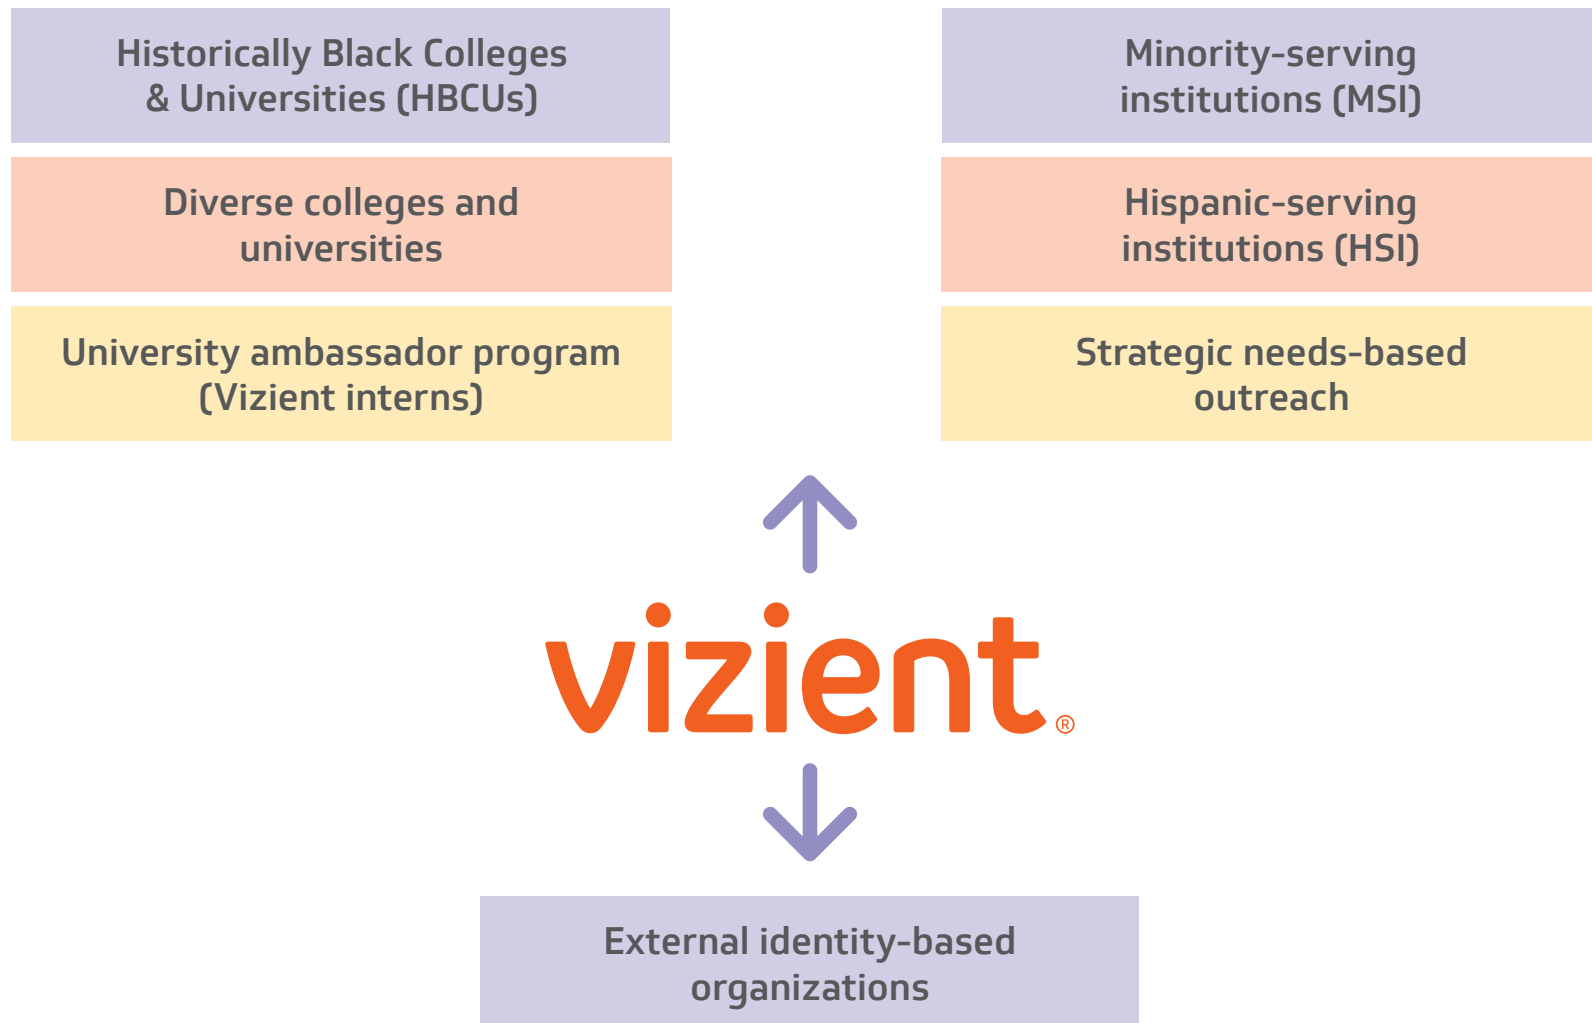 Historically Black Colleges
& Universities (HBCUs)
Minority-serving
institutions (MSI)
Diverse colleges and
universities
Hispanic-serving
institutions (HSI)
University ambassador program
(Vizient interns)
Strategic needs-based
outreach
vizient®
External identity-based
organizations